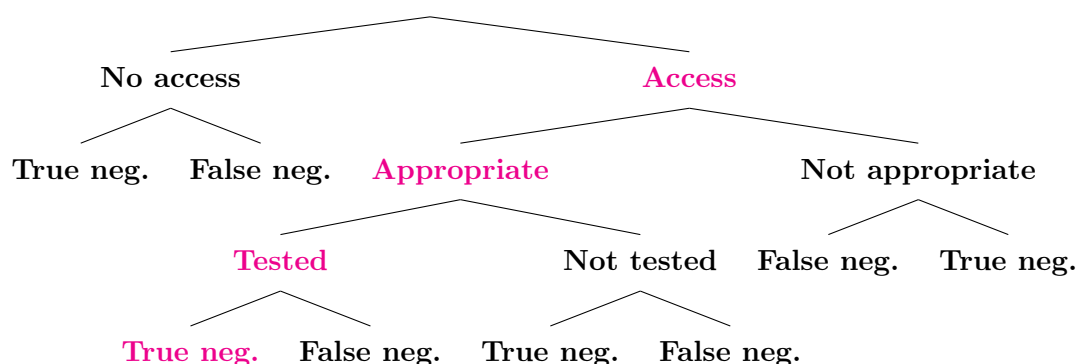 No access Access
True neg. False neg. Appropriate Not appropriate
Tested Not tested False neg. True neg.
True neg. False neg. True neg. False neg.